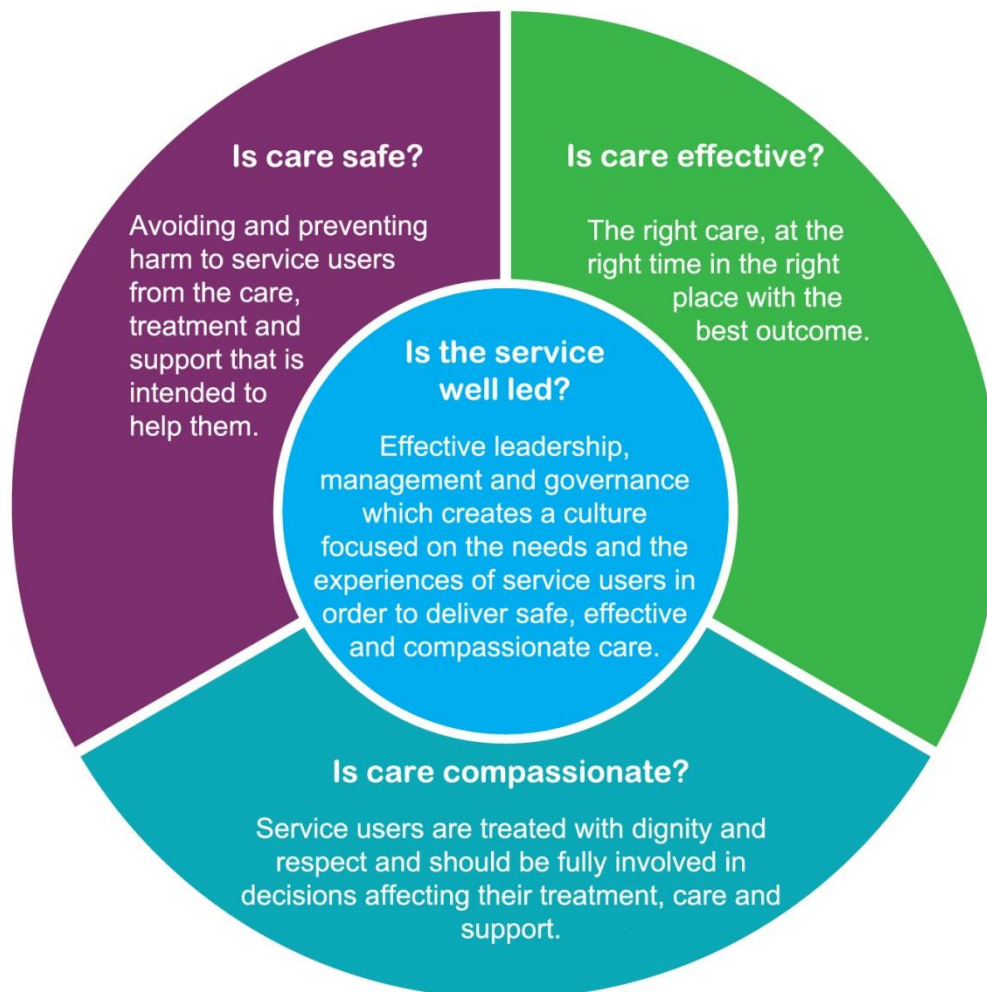 Is care safe?
Avoiding and preventing
harm to service users
from the care,
treatment and
support that is
intended to
help them.
Is care effective?
The right care, at the
right time in the right
place with the
best outcome.
Is the service
well led?
Effective leadership,
management and governance
which creates a culture
focused on the needs and the
experiences of service users in
order to deliver safe, effective
and compassionate care.
Is care compassionate?
Service users are treated with dignity and
respect and should be fully involved in
decisions affecting their treatment, care and
support.